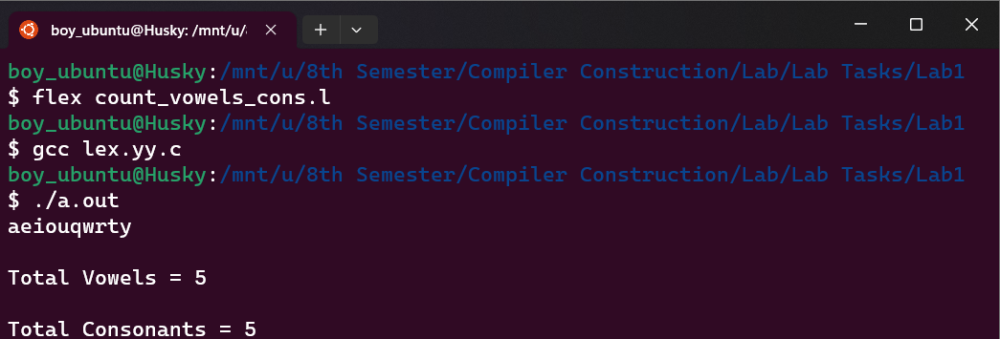 boy_ubuntu@Husky: /mnt/u/
boy_ubuntu@Husky:/mnt/u/8th Semester/Compiler Construction/Lab/Lab Tasks/Lab1
$ flex count_vowels_cons.l
boy_ubuntu@Husky:/mnt/u/8th Semester/Compiler Construction/Lab/Lab Tasks/Lab1
$ gcc lex.yy.c
boy_ubuntu@Husky:/mnt/u/8th Semester/Compiler Construction/Lab/Lab Tasks/Lab1
$ ./a.out
aeiouqwrty
Total Vowels = 5
Total Consonants = 5